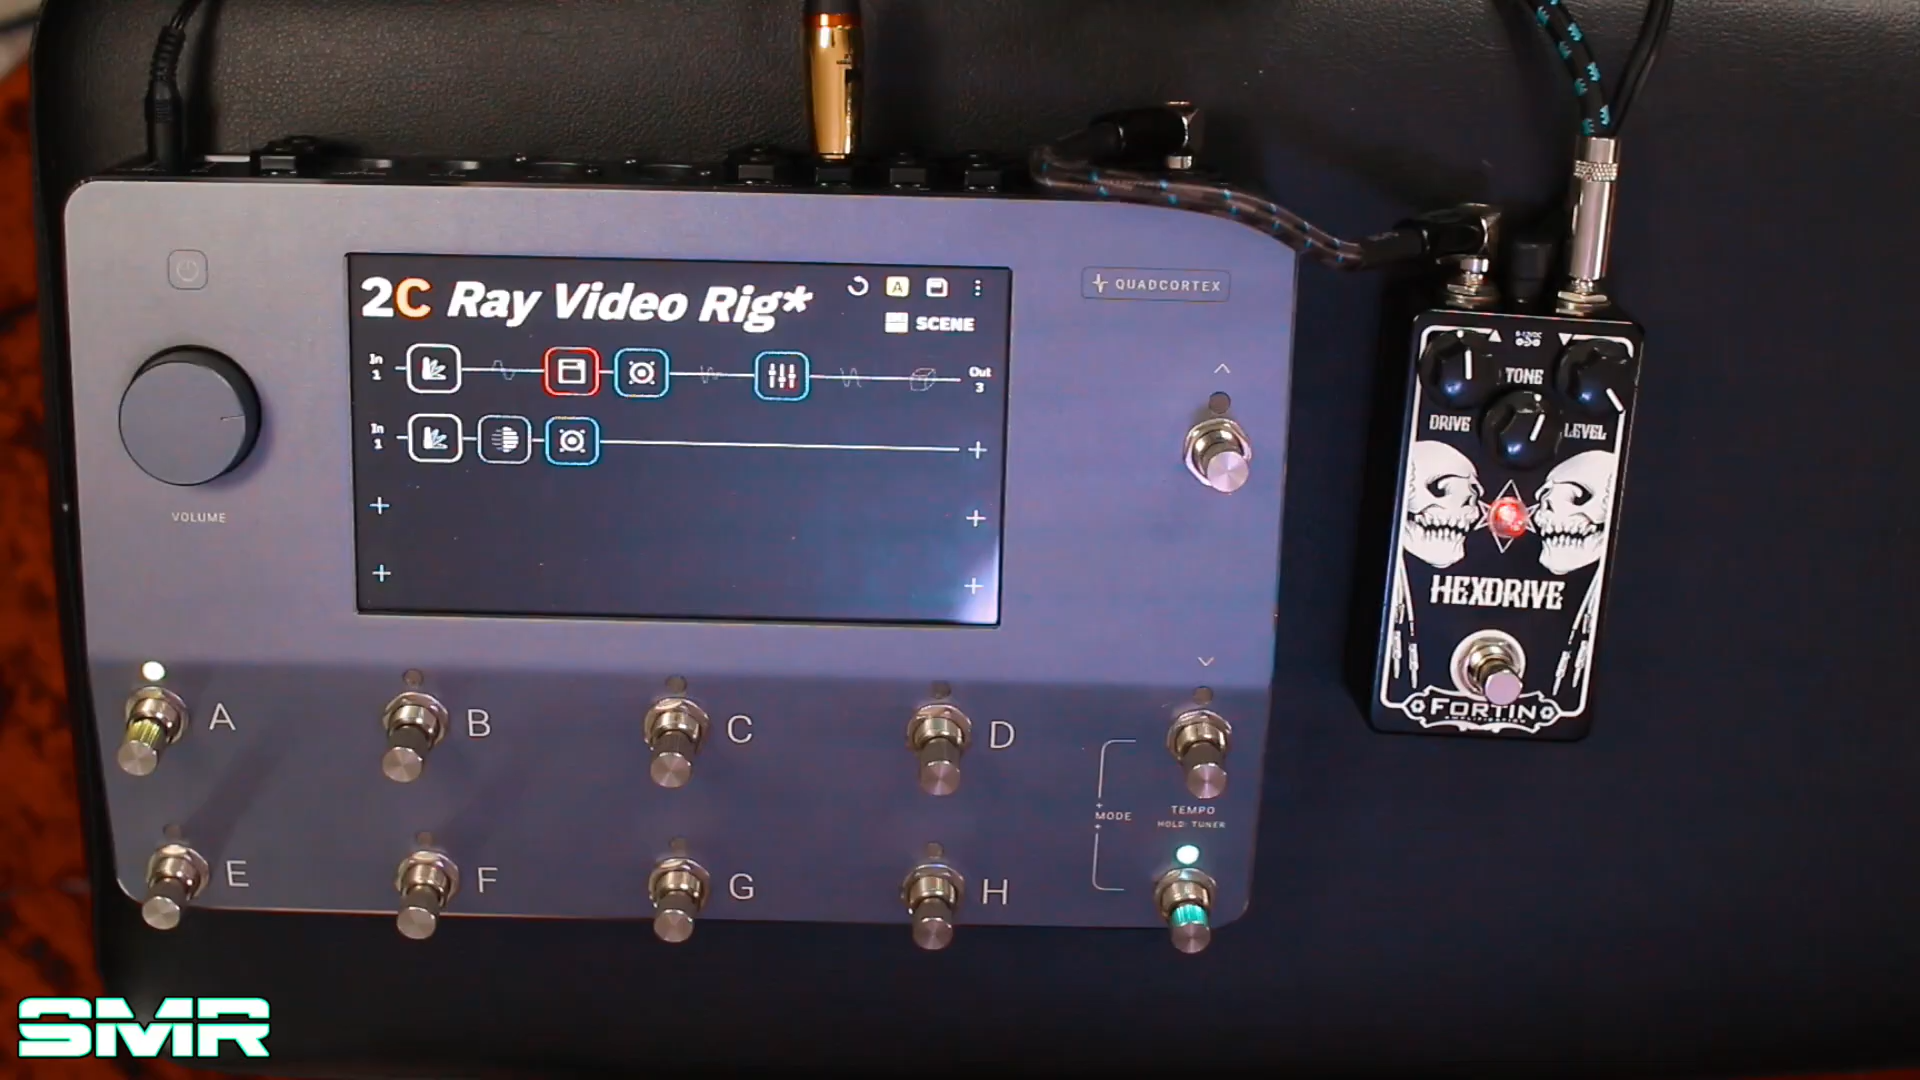 QUADCORTEX
2C Ray Video Rig*
A
SCENE
In
1
Out
3
In
1
VOLUME
A
B
C
D
E
F
G
H
MODE
TEMPO
HOLD: TUNER
TONE
DRIVE
LEVEL
HEXDRIVE
FORTIN
AMPLIFICATION
SMR